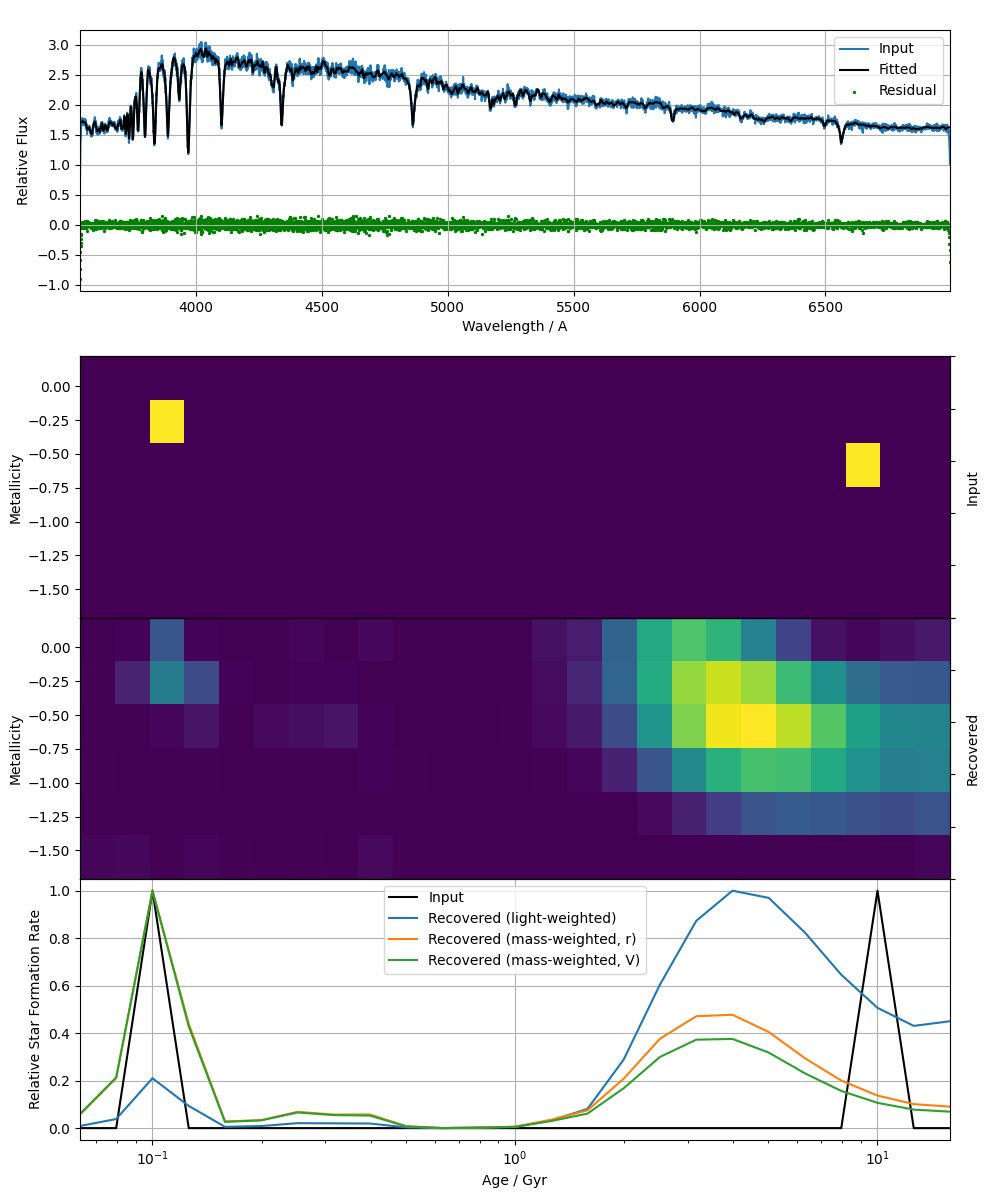 3.0
2.5
2.0
1.5
1.0
0.5
0.0
−0.5
−1.0
Relative Flux
Input
Fitted
Residual
4000
4500
5000
5500
6000
6500
Wavelength / A
0.00
−0.25
−0.50
−0.75
−1.00
−1.25
−1.50
Metallicity
Input
0.00
−0.25
−0.50
−0.75
−1.00
−1.25
−1.50
Metallicity
Recovered
1.0
0.8
0.6
0.4
0.2
0.0
Relative Star Formation Rate
Input
Recovered (light-weighted)
Recovered (mass-weighted, r)
Recovered (mass-weighted, V)
10⁻¹
10⁰
10¹
Age / Gyr